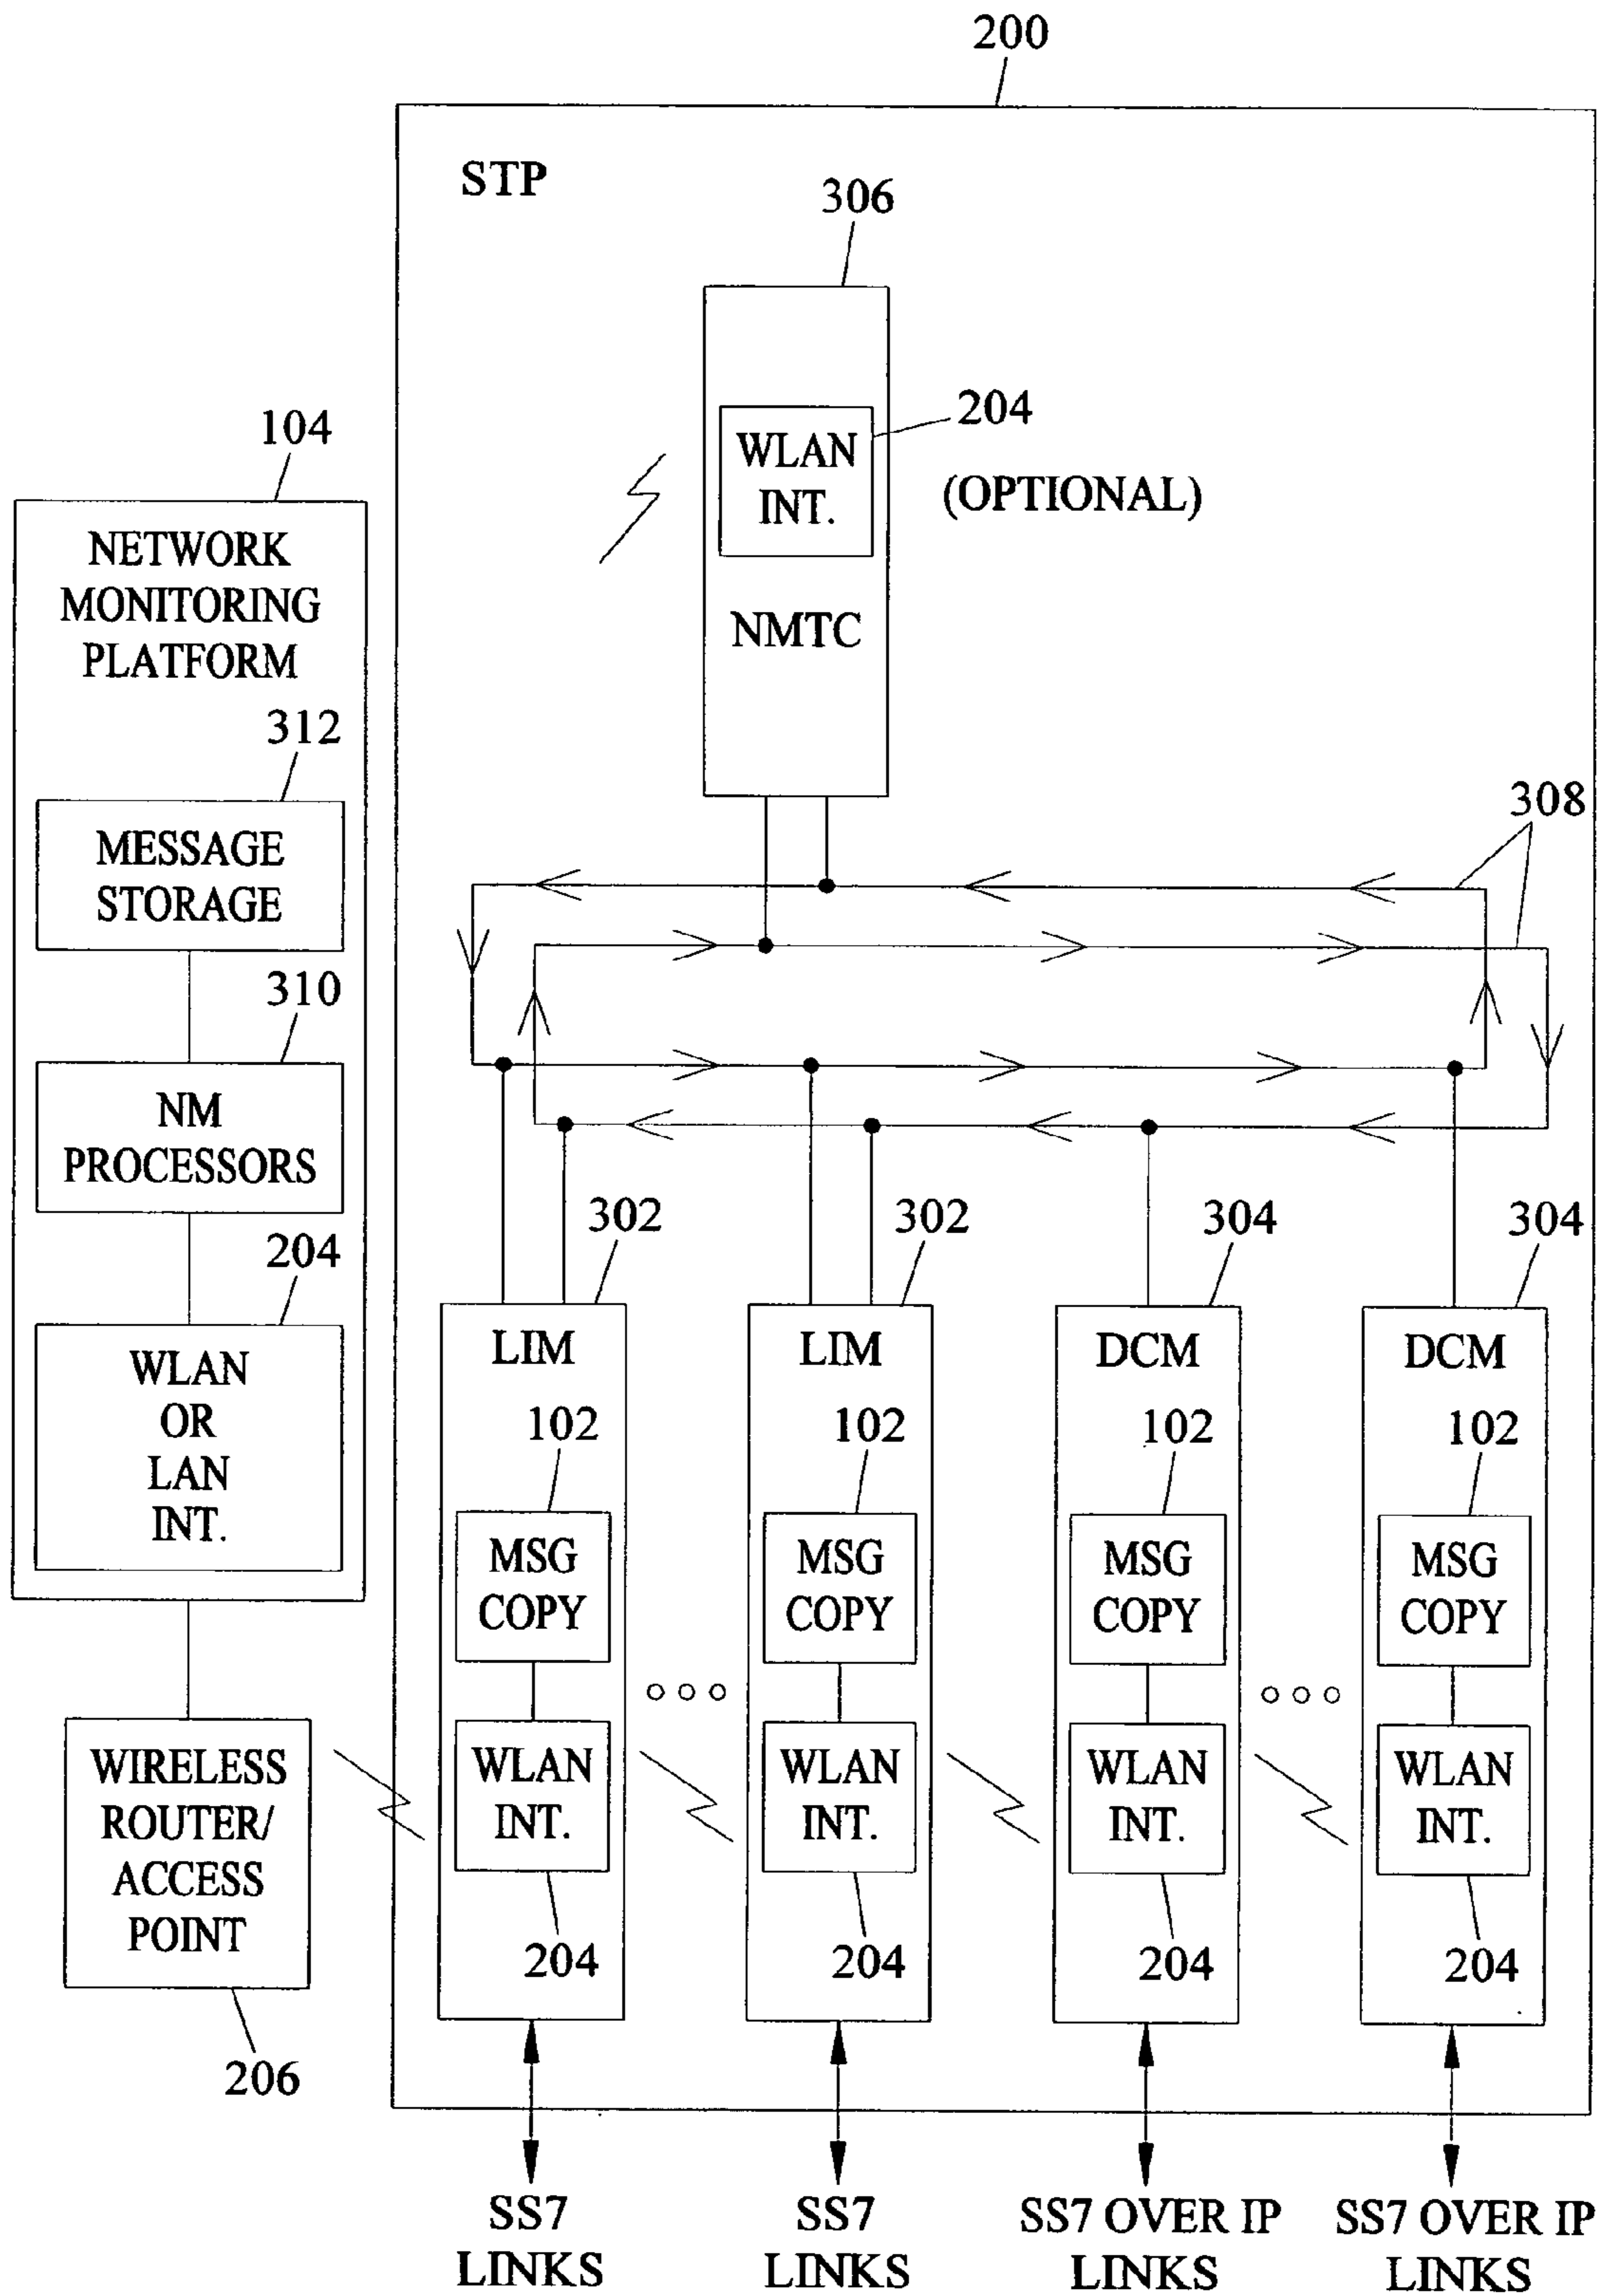 200
STP
306
204
WLAN
INT.
(OPTIONAL)
NMTC
104
NETWORK
MONITORING
PLATFORM
312
MESSAGE
STORAGE
310
NM
PROCESSORS
204
WLAN
OR
LAN
INT.
WIRELESS
ROUTER/
ACCESS
POINT
206
308
302
LIM
102
MSG
COPY
WLAN
INT.
204
SS7
LINKS
302
LIM
102
MSG
COPY
WLAN
INT.
204
SS7
LINKS
304
DCM
102
MSG
COPY
WLAN
INT.
204
SS7 OVER IP
LINKS
304
DCM
102
MSG
COPY
WLAN
INT.
204
SS7 OVER IP
LINKS